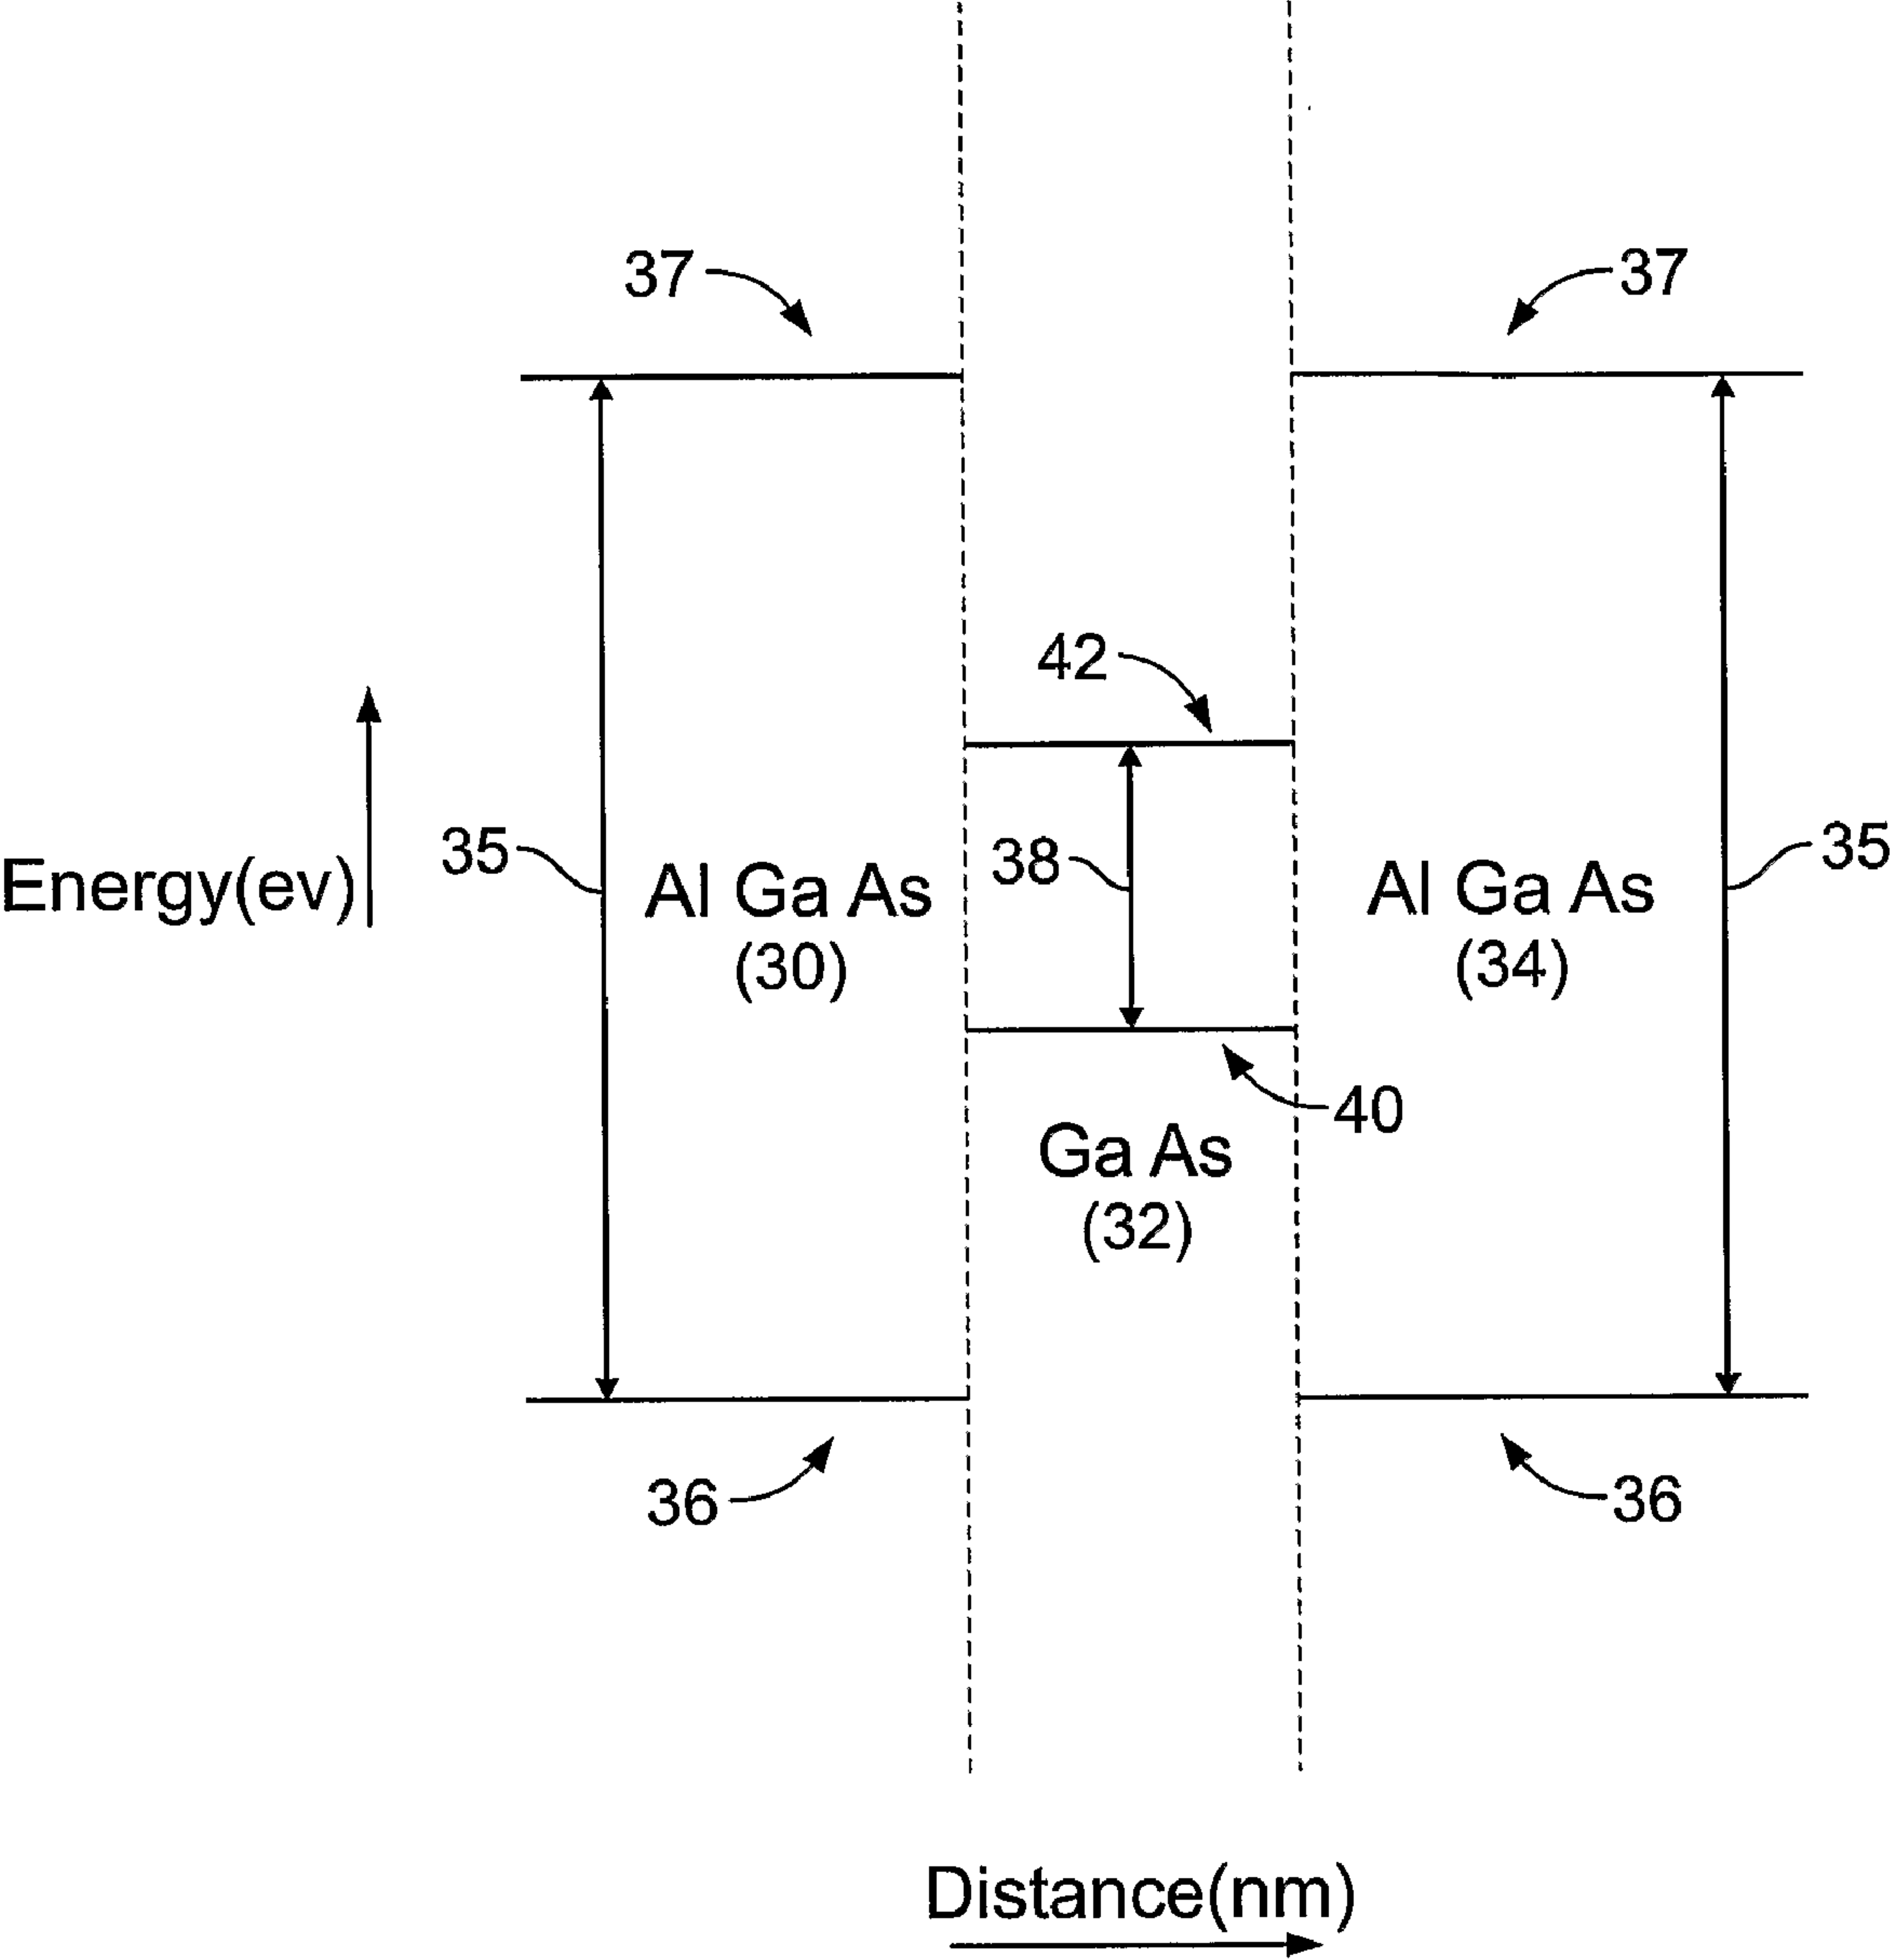 37
37
42
Energy(ev)
35
Al Ga As
(30)
38
Al Ga As
(34)
35
40
Ga As
(32)
36
36
Distance(nm)